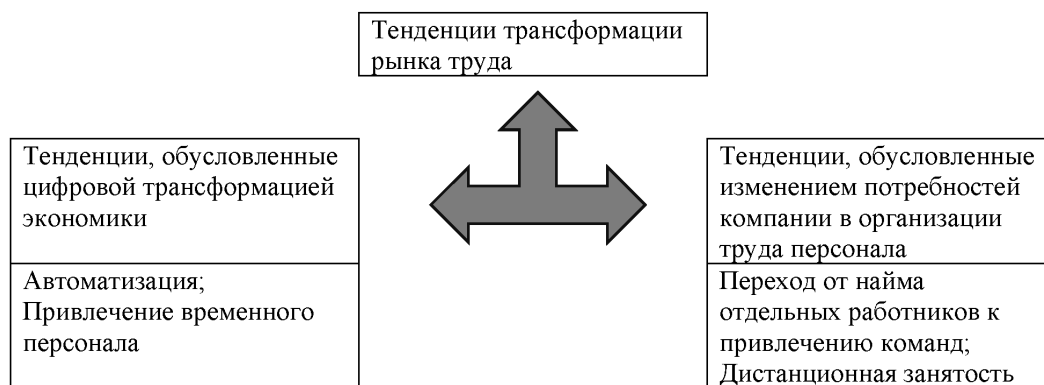 Тенденции трансформации
рынка труда
Тенденции, обусловленные
цифровой трансформацией
экономики
Автоматизация;
Привлечение временного
персонала
Тенденции, обусловленные
изменением потребностей
компании в организации
труда персонала
Переход от найма
отдельных работников к
привлечению команд;
Дистанционная занятость